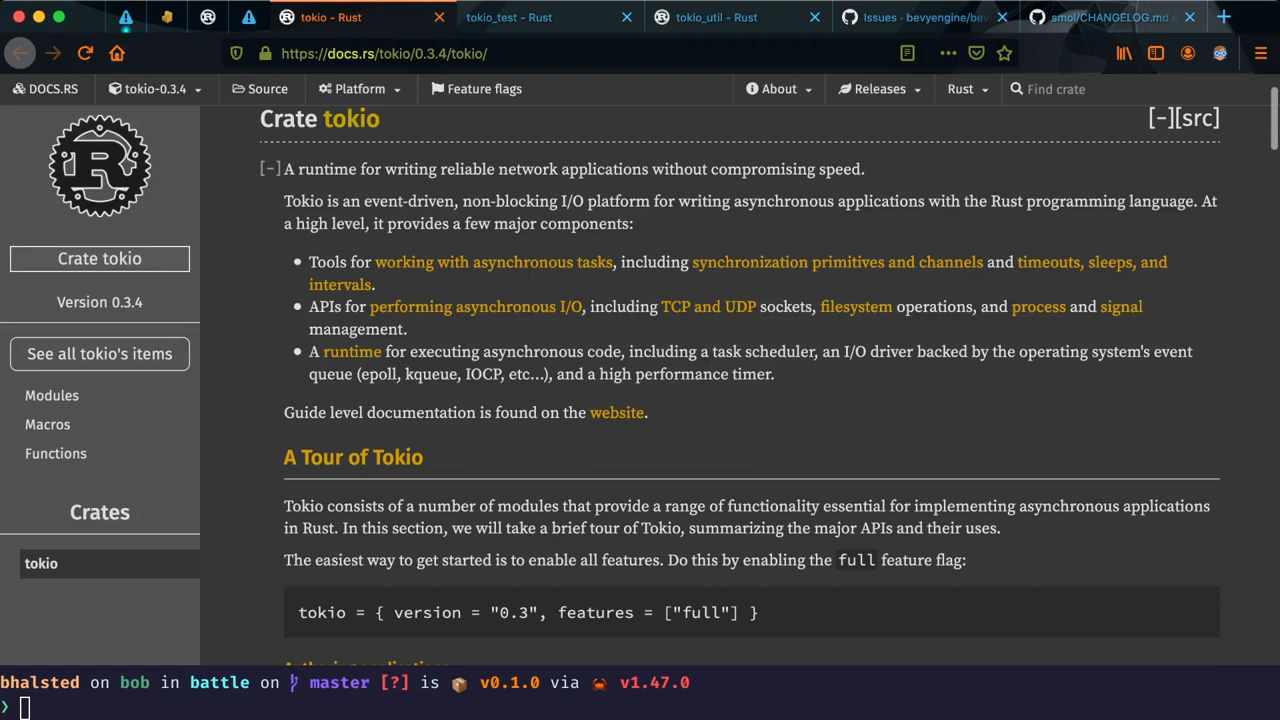 tokio - Rust
tokio_test - Rust
tokio_util - Rust
Issues · bevyengine/bev
smol/CHANGELOG.md a
https://docs.rs/tokio/0.3.4/tokio/
DOCS.RS
tokio-0.3.4
Source
Platform
Feature flags
About
Releases
Rust
Find crate
Crate tokio
Version 0.3.4
See all tokio's items
Modules
Macros
Functions
Crates
tokio
Crate tokio
[-][src]
[-] A runtime for writing reliable network applications without compromising speed.
Tokio is an event-driven, non-blocking I/O platform for writing asynchronous applications with the Rust programming language. At
a high level, it provides a few major components:
• Tools for working with asynchronous tasks, including synchronization primitives and channels and timeouts, sleeps, and
intervals.
• APIs for performing asynchronous I/O, including TCP and UDP sockets, filesystem operations, and process and signal
management.
• A runtime for executing asynchronous code, including a task scheduler, an I/O driver backed by the operating system's event
queue (epoll, kqueue, IOCP, etc...), and a high performance timer.
Guide level documentation is found on the website.
A Tour of Tokio
Tokio consists of a number of modules that provide a range of functionality essential for implementing asynchronous applications
in Rust. In this section, we will take a brief tour of Tokio, summarizing the major APIs and their uses.
The easiest way to get started is to enable all features. Do this by enabling the full feature flag:
tokio = { version = "0.3", features = ["full"] }
Authoring applications
bhalsted on bob in battle on master [?] is 📦 v0.1.0 via 🦀 v1.47.0
❯